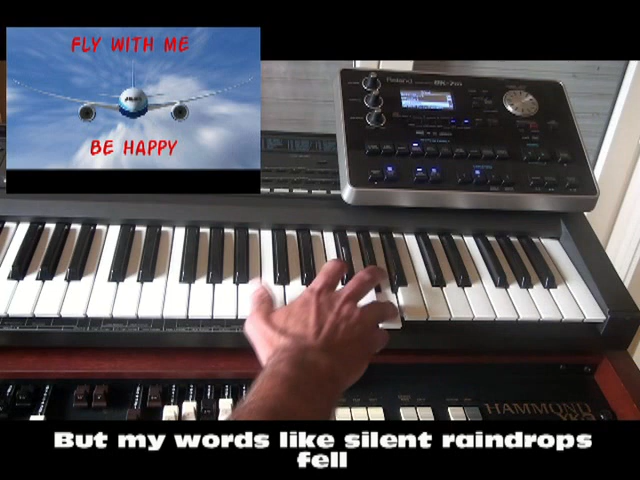 FLY WITH ME
BE HAPPY
Roland
HAMMOND
But my words like silent raindrops
fell